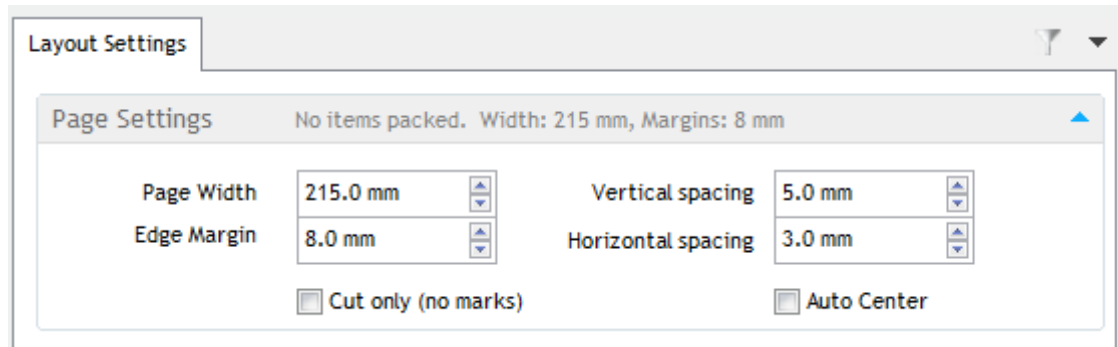 Layout Settings
Page Settings No items packed. Width: 215 mm, Margins: 8 mm
Page Width 215.0 mm Vertical spacing 5.0 mm
Edge Margin 8.0 mm Horizontal spacing 3.0 mm
Cut only (no marks) Auto Center